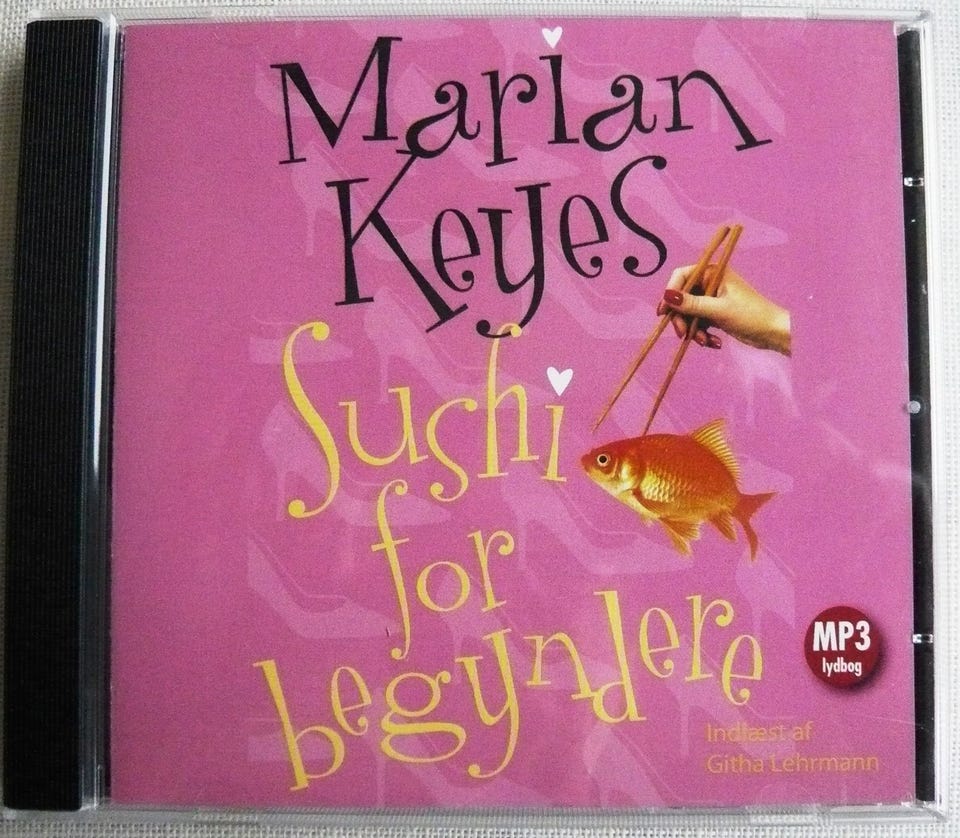 Marian
Keyes
Sushi
for
begyndere
MP3
lydbog
Indlæst af
Githa Lehrmann